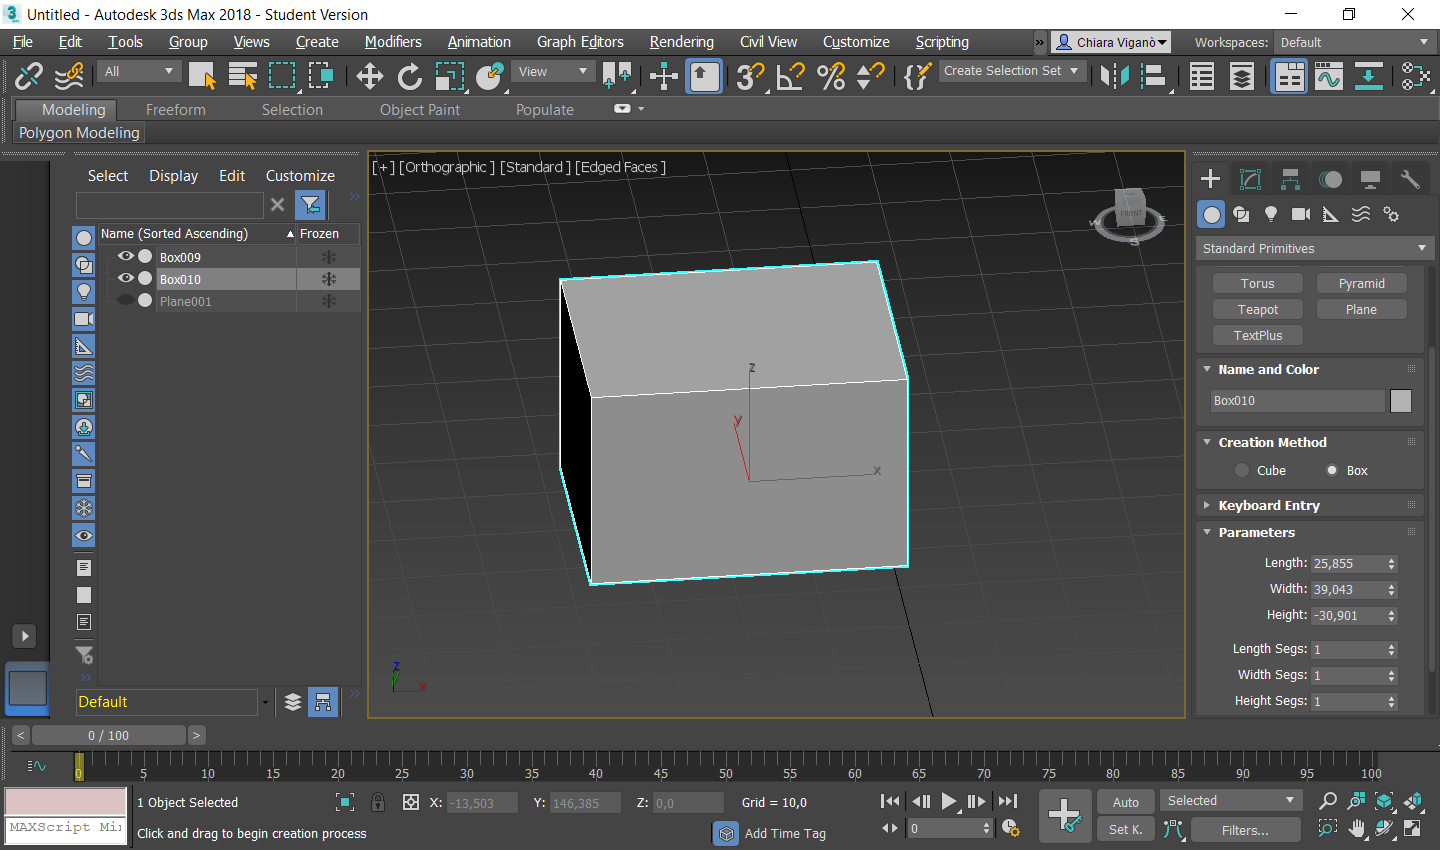 Untitled - Autodesk 3ds Max 2018 - Student Version
File Edit Tools Group Views Create Modifiers Animation Graph Editors Rendering Civil View Customize Scripting » Chiara Viganò Workspaces: Default
All View 3 Create Selection Set
Modeling Freeform Selection Object Paint Populate
Polygon Modeling
Select Display Edit Customize
Name (Sorted Ascending) Frozen
Box009
Box010
Plane001
Default
[+] [Orthographic ] [Standard ] [Edged Faces ]
FRONT
W E S
z
y
x
z
y
x
Standard Primitives
Torus Pyramid
Teapot Plane
TextPlus
Name and Color
Box010
Creation Method
Cube Box
Keyboard Entry
Parameters
Length: 25,855
Width: 39,043
Height: -30,901
Length Segs: 1
Width Segs: 1
Height Segs: 1
< 0 / 100 >
0 5 10 15 20 25 30 35 40 45 50 55 60 65 70 75 80 85 90 95 100
1 Object Selected X: -13,503 Y: 146,385 Z: 0,0 Grid = 10,0 Auto Selected
MAXScript Mi
Click and drag to begin creation process Add Time Tag 0 Set K. Filters...